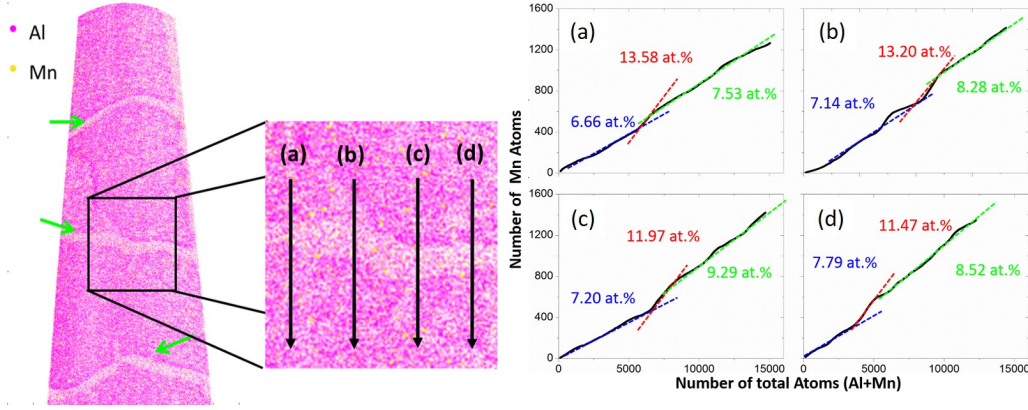 Al
Mn
(a) (b) (c) (d)
Number of Mn Atoms
1600
1200
800
400
0
(a)
13.58 at.%
7.53 at.%
6.66 at.%
(b)
13.20 at.%
7.14 at.%
8.28 at.%
1600
1200
800
400
0
(c)
11.97 at.%
9.29 at.%
7.20 at.%
(d)
11.47 at.%
7.79 at.%
8.52 at.%
0 5000 10000 15000 0 5000 10000 15000
Number of total Atoms (Al+Mn)